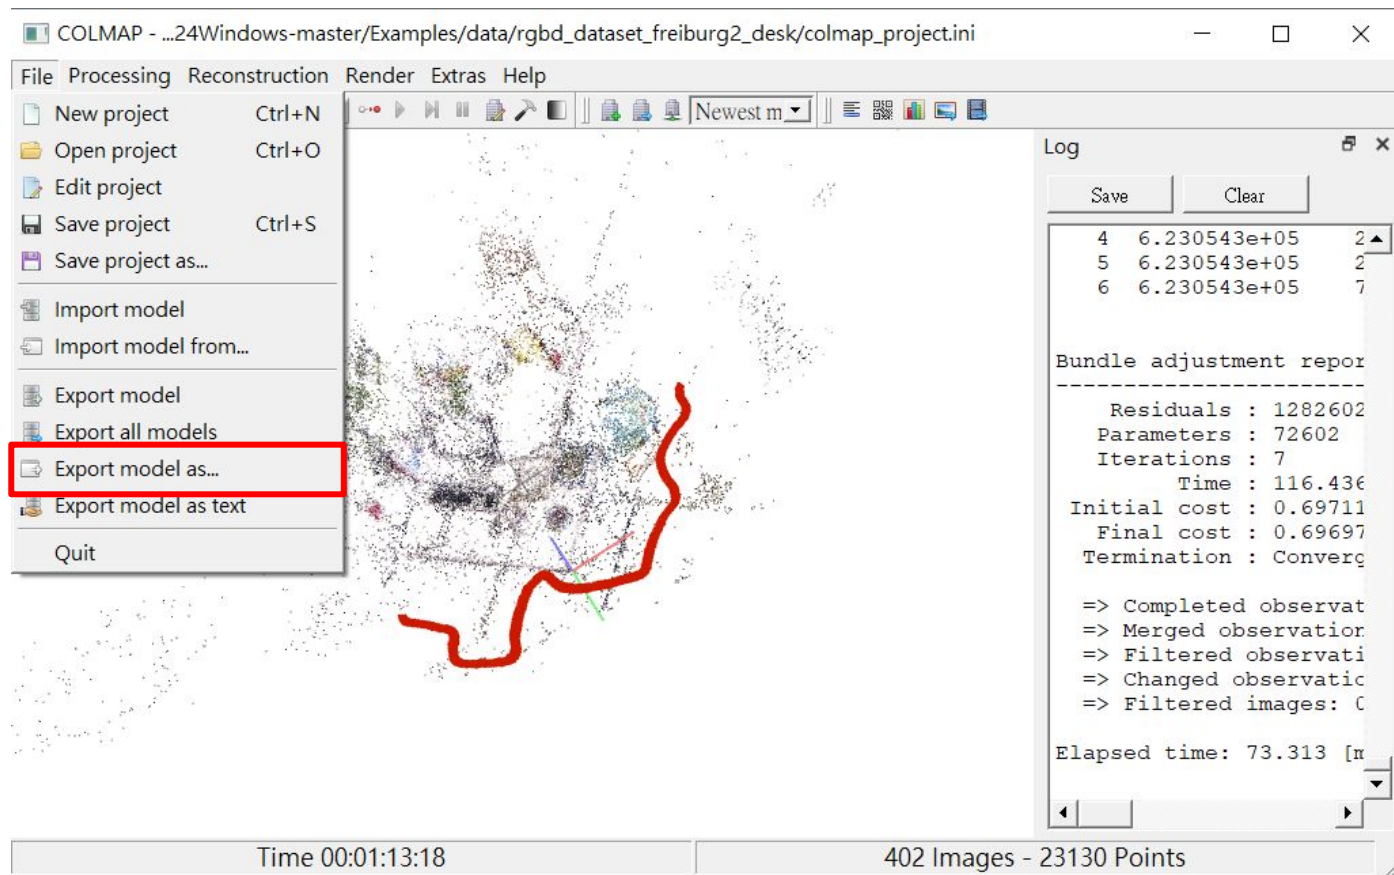 COLMAP - ...24Windows-master/Examples/data/rgbd_dataset_freiburg2_desk/colmap_project.ini
File Processing Reconstruction Render Extras Help
New project Ctrl+N
Open project Ctrl+O
Edit project
Save project Ctrl+S
Save project as...
Import model
Import model from...
Export model
Export all models
Export model as...
Export model as text
Quit
Newest m
Log
Save Clear
4 6.230543e+05 2
5 6.230543e+05 2
6 6.230543e+05 7
Bundle adjustment repor
-----------------------
Residuals : 1282602
Parameters : 72602
Iterations : 7
Time : 116.436
Initial cost : 0.69711
Final cost : 0.69697
Termination : Converg
=> Completed observat
=> Merged observation
=> Filtered observati
=> Changed observatio
=> Filtered images: 0
Elapsed time: 73.313 [m
Time 00:01:13:18
402 Images - 23130 Points